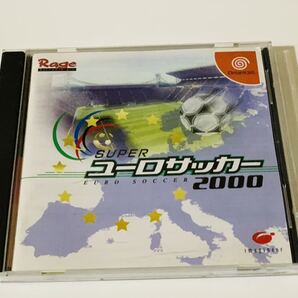 Rage
Dreamcast
SUPER
ユーロサッカー
EURO SOCCER
2000
imagineer